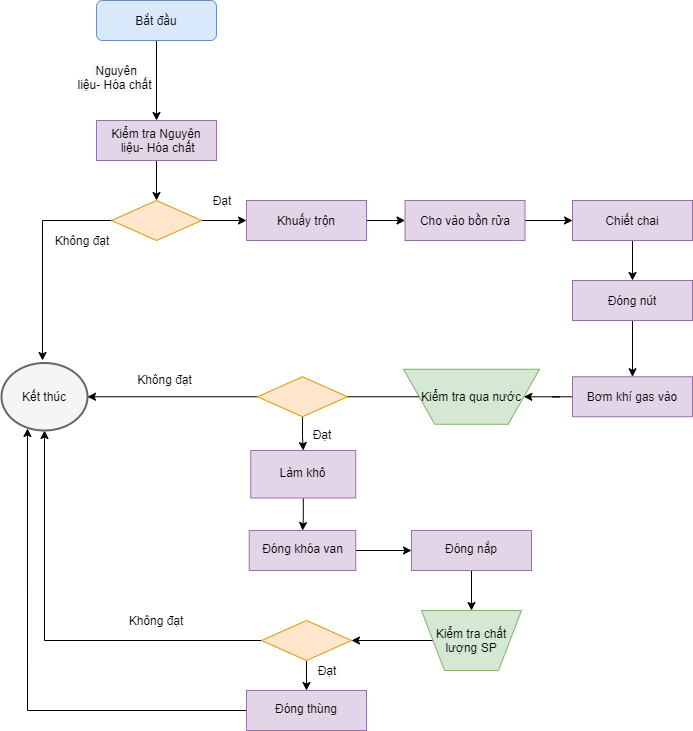 Bắt đầu
Nguyên
liệu- Hóa chất
Kiểm tra Nguyên
liệu- Hóa chất
Đạt
Không đạt
Khuấy trộn
Cho vào bồn rửa
Chiết chai
Đóng nút
Bơm khí gas vào
Kiểm tra qua nước
Không đạt
Kết thúc
Đạt
Làm khô
Đóng khóa van
Đóng nắp
Kiểm tra chất
lượng SP
Không đạt
Đạt
Đóng thùng